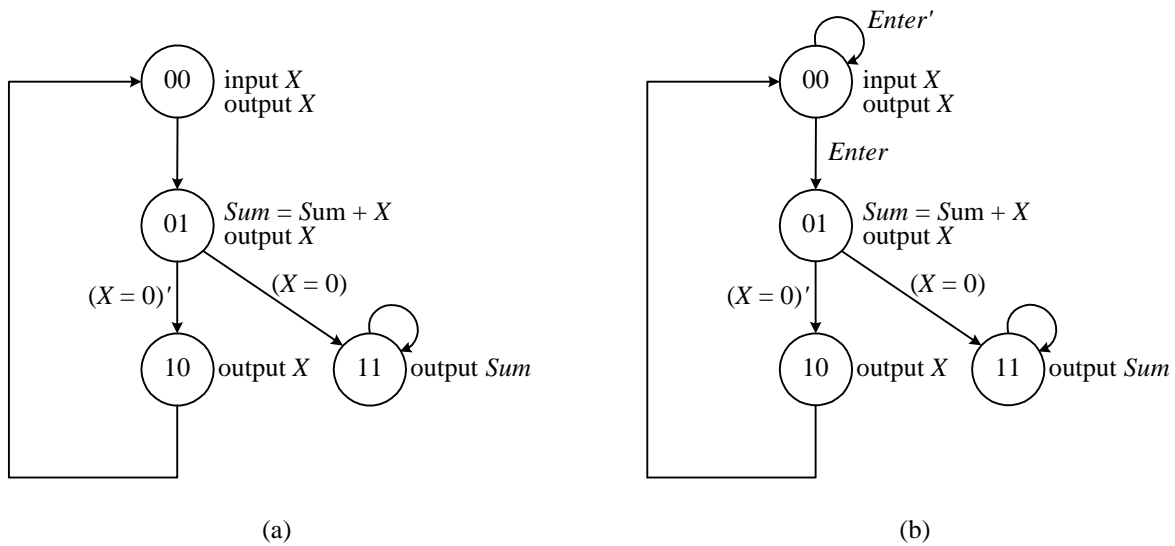 00
input X
output X
01
Sum = Sum + X
output X
(X = 0)′
(X = 0)
10
output X
11
output Sum
(a)
Enter′
00
input X
output X
Enter
01
Sum = Sum + X
output X
(X = 0)′
(X = 0)
10
output X
11
output Sum
(b)